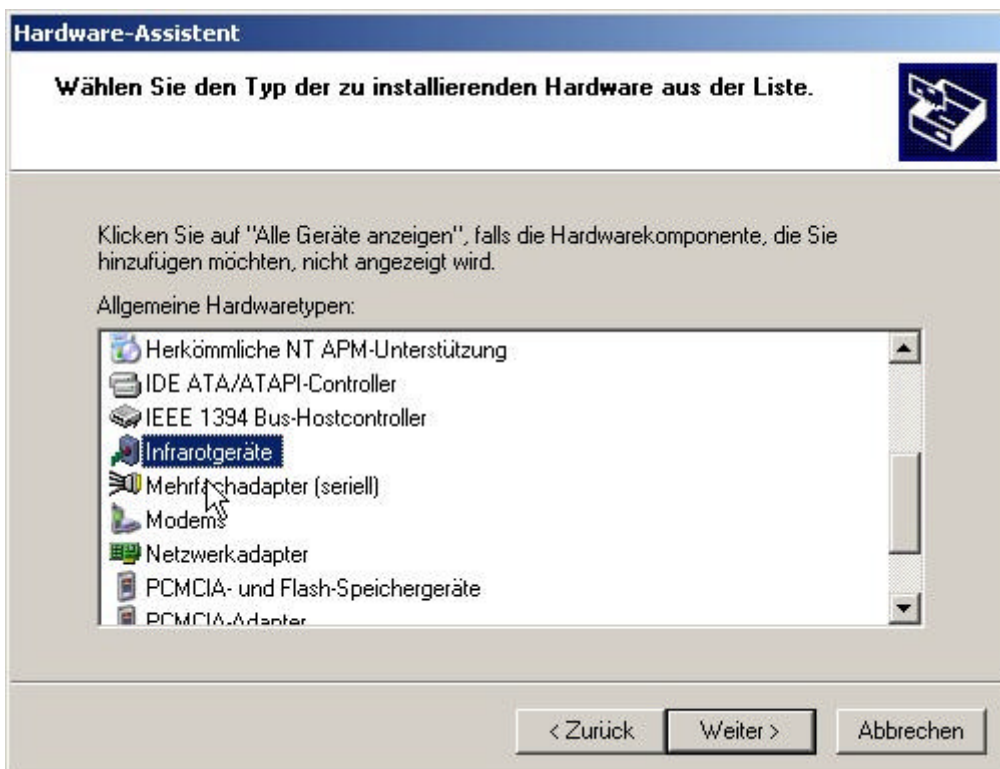 Hardware-Assistent
Wählen Sie den Typ der zu installierenden Hardware aus der Liste.
Klicken Sie auf "Alle Geräte anzeigen", falls die Hardwarekomponente, die Sie
hinzufügen möchten, nicht angezeigt wird.
Allgemeine Hardwaretypen:
Herkömmliche NT APM-Unterstützung
IDE ATA/ATAPI-Controller
IEEE 1394 Bus-Hostcontroller
Infrarotgeräte
Mehrfachadapter (seriell)
Modems
Netzwerkadapter
PCMCIA- und Flash-Speichergeräte
PCMCIA-Adapter
< Zurück Weiter > Abbrechen